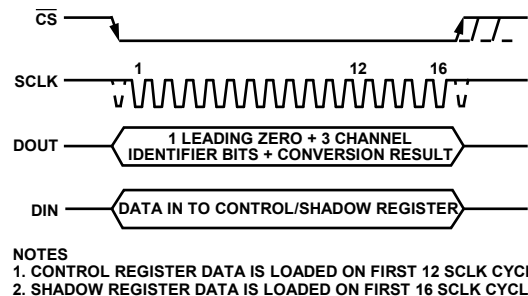 CS
1 12 16
SCLK
DOUT
1 LEADING ZERO + 3 CHANNEL
IDENTIFIER BITS + CONVERSION RESULT
DIN
DATA IN TO CONTROL/SHADOW REGISTER
NOTES
1. CONTROL REGISTER DATA IS LOADED ON FIRST 12 SCLK
2. SHADOW REGISTER DATA IS LOADED ON FIRST 16 SCLK